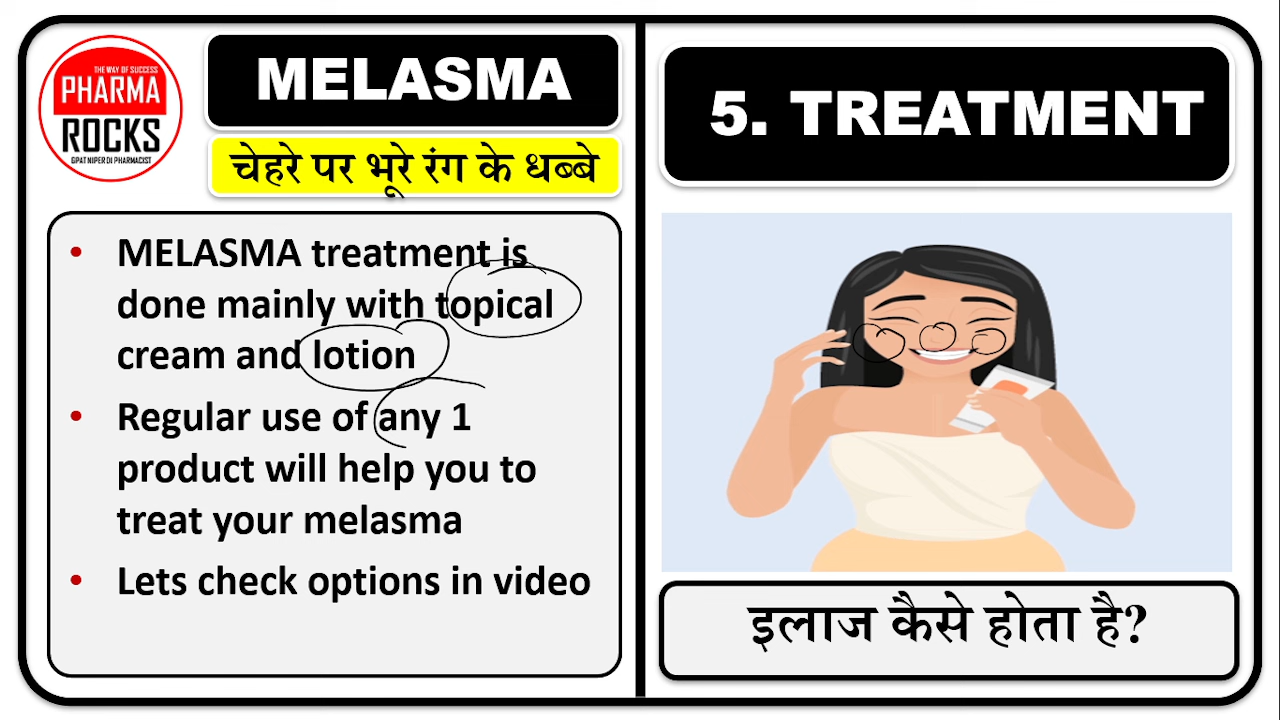 THE WAY OF SUCCESS
PHARMA
ROCKS
GPAT NIPER DI PHARMACIST
MELASMA
चेहरे पर भूरे रंग के धब्बे
• MELASMA treatment is
done mainly with topical
cream and lotion
• Regular use of any 1
product will help you to
treat your melasma
• Lets check options in video
5. TREATMENT
इलाज कैसे होता है?